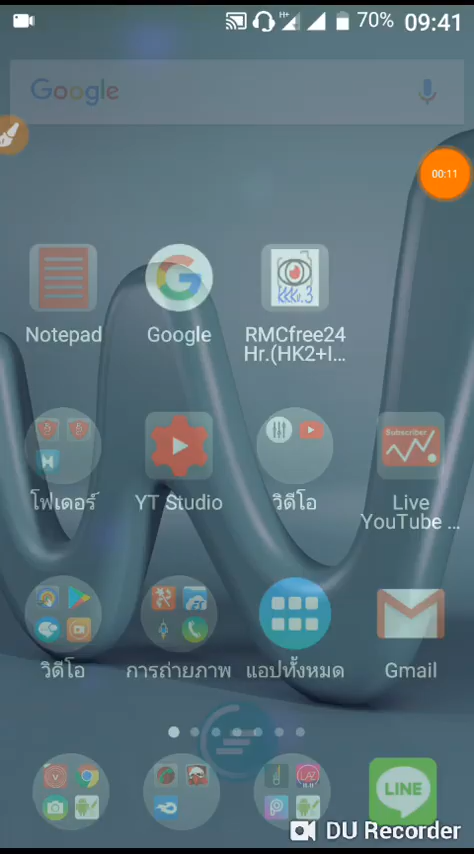 70% 09:41
Google
00:11
Notepad
Google
RMCfree24
Hr.(HK2+I...
Subscriber
โฟเดอร์
YT Studio
วิดีโอ
Live
YouTube ...
วิดีโอ
การถ่ายภาพ
แอปทั้งหมด
Gmail
LINE
DU Recorder